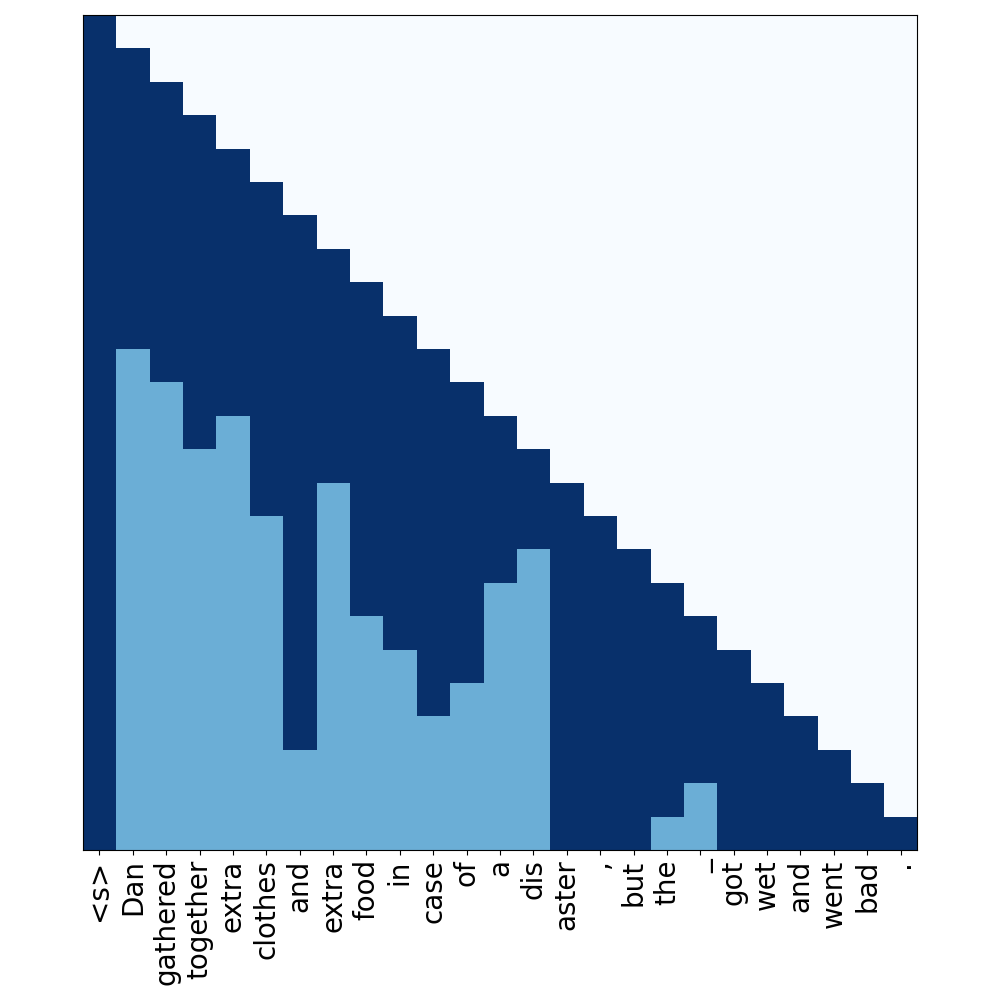 <s> Dan gathered together extra clothes and extra food in case of a dis aster , but the _ got wet and went bad .